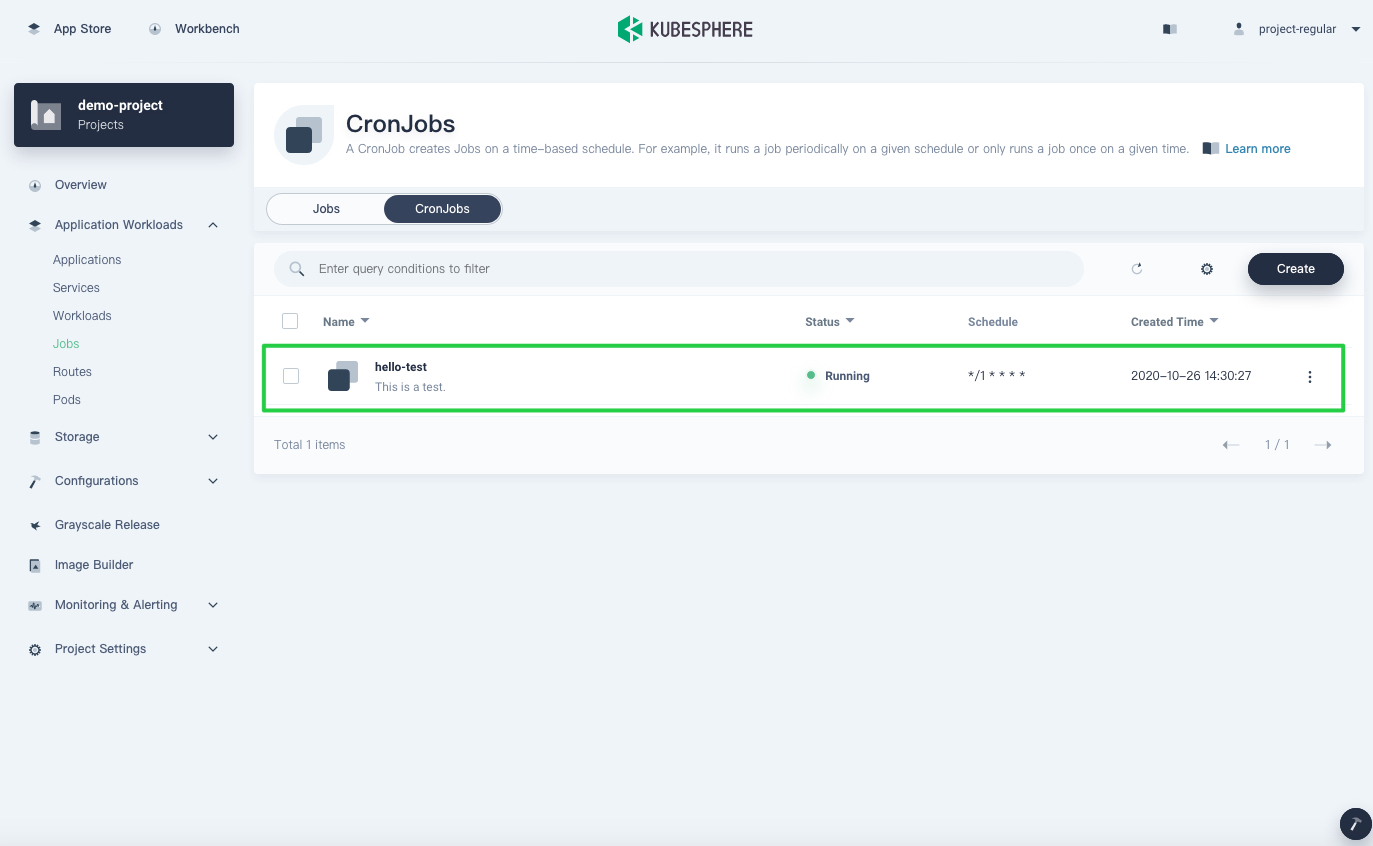 App Store
Workbench
KUBESPHERE
project-regular
demo-project
Projects
Overview
Application Workloads
Applications
Services
Workloads
Jobs
Routes
Pods
Storage
Configurations
Grayscale Release
Image Builder
Monitoring & Alerting
Project Settings
CronJobs
A CronJob creates Jobs on a time-based schedule. For example, it runs a job periodically on a given schedule or only runs a job once on a given time. Learn more
Jobs
CronJobs
Enter query conditions to filter
Create
Name Status Schedule Created Time
hello-test
This is a test.
Running
*/1 * * * *
2020-10-26 14:30:27
Total 1 items
1 / 1